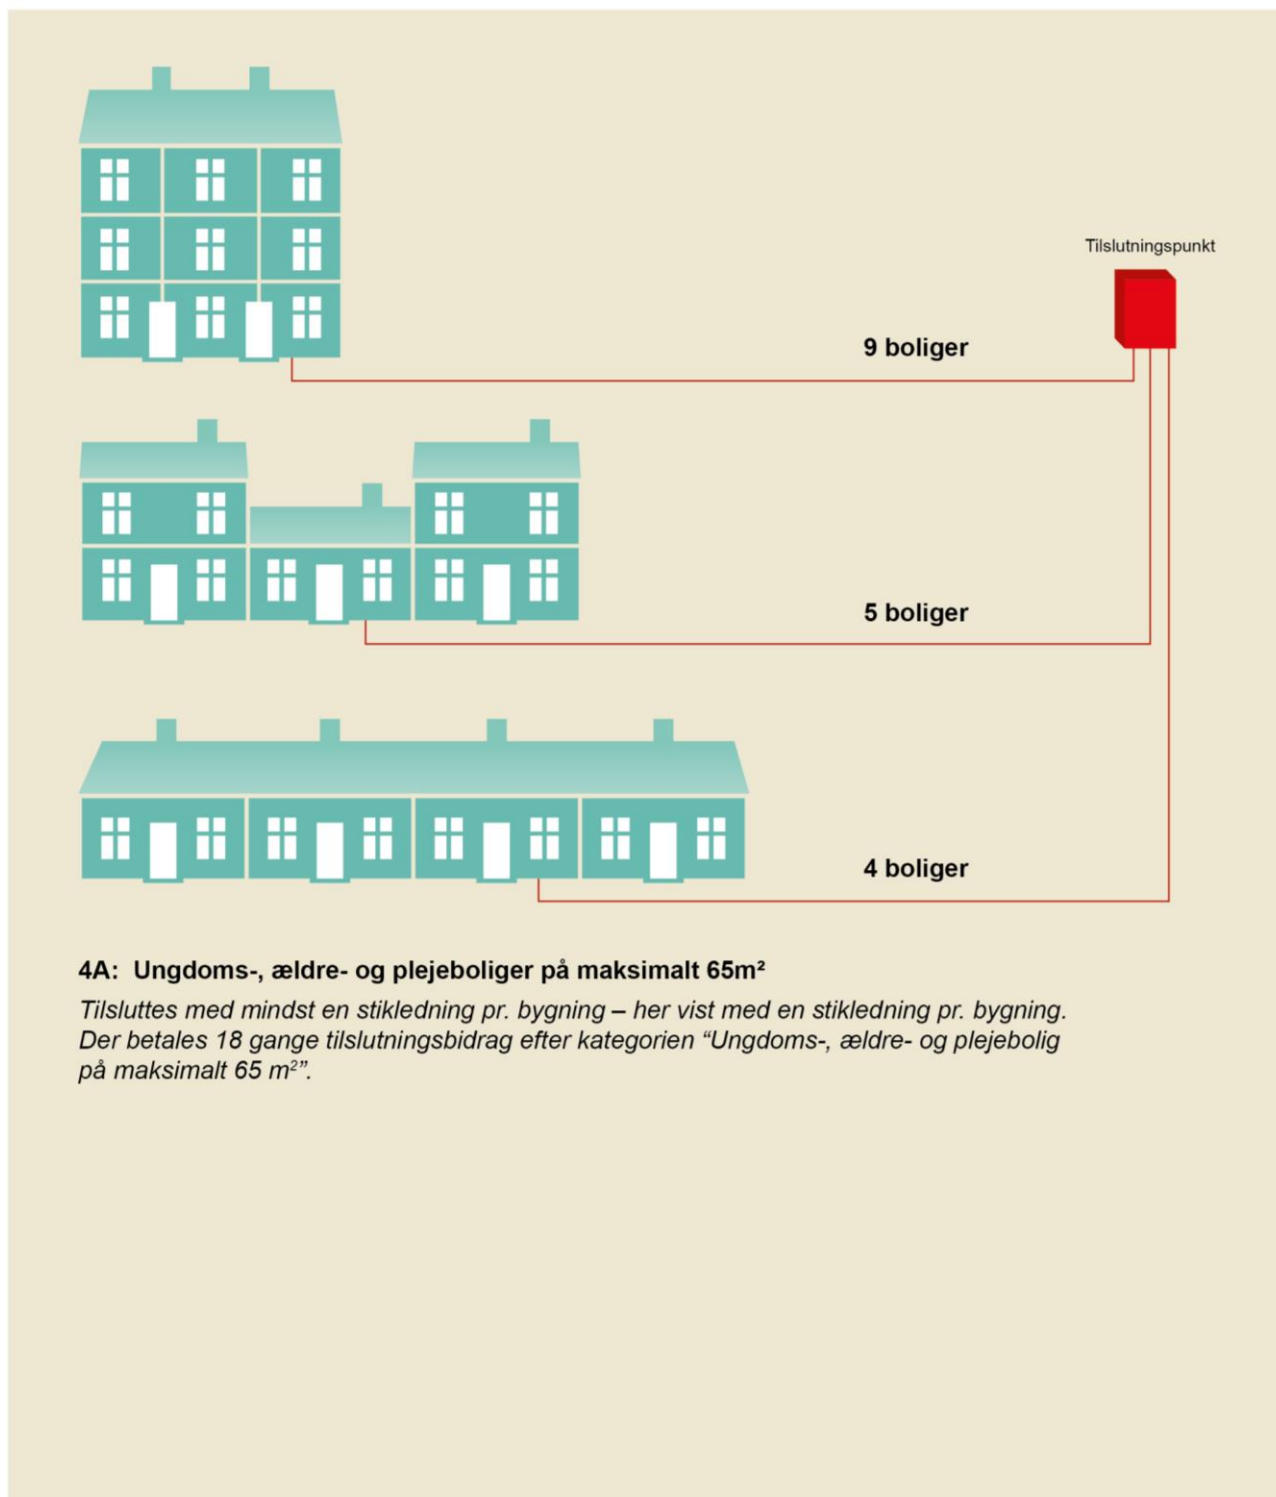 Tilslutningspunkt
9 boliger
5 boliger
4 boliger
4A: Ungdoms-, ældre- og plejeboliger på maksimalt 65m²
Tilsluttes med mindst en stikledning pr. bygning – her vist med en stikledning pr. bygning.
Der betales 18 gange tilslutningsbidrag efter kategorien “Ungdoms-, ældre- og plejebolig
på maksimalt 65 m²”.